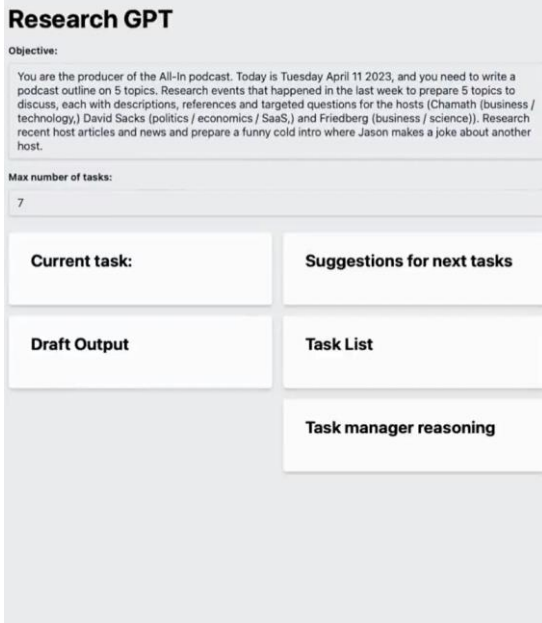 Research GPT
Objective:
You are the producer of the All-In podcast. Today is Tuesday April 11 2023, and you need to write a
podcast outline on 5 topics. Research events that happened in the last week to prepare 5 topics to
discuss, each with descriptions, references and targeted questions for the hosts (Chamath (business /
technology,) David Sacks (politics / economics / SaaS,) and Friedberg (business / science)). Research
recent host articles and news and prepare a funny cold intro where Jason makes a joke about another
host.
Max number of tasks:
7
Current task:
Suggestions for next tasks
Draft Output
Task List
Task manager reasoning